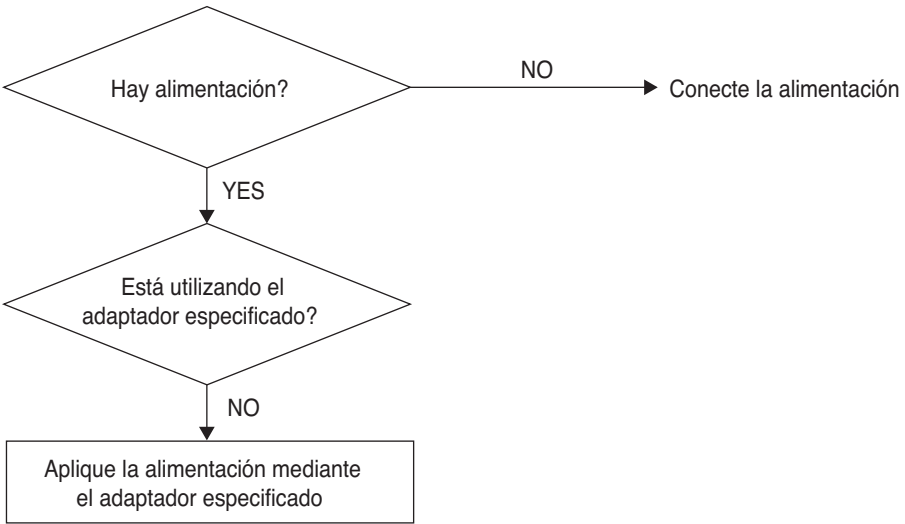 Hay alimentación?
NO
Conecte la alimentación
YES
Está utilizando el
adaptador especificado?
NO
Aplique la alimentación mediante
el adaptador especificado